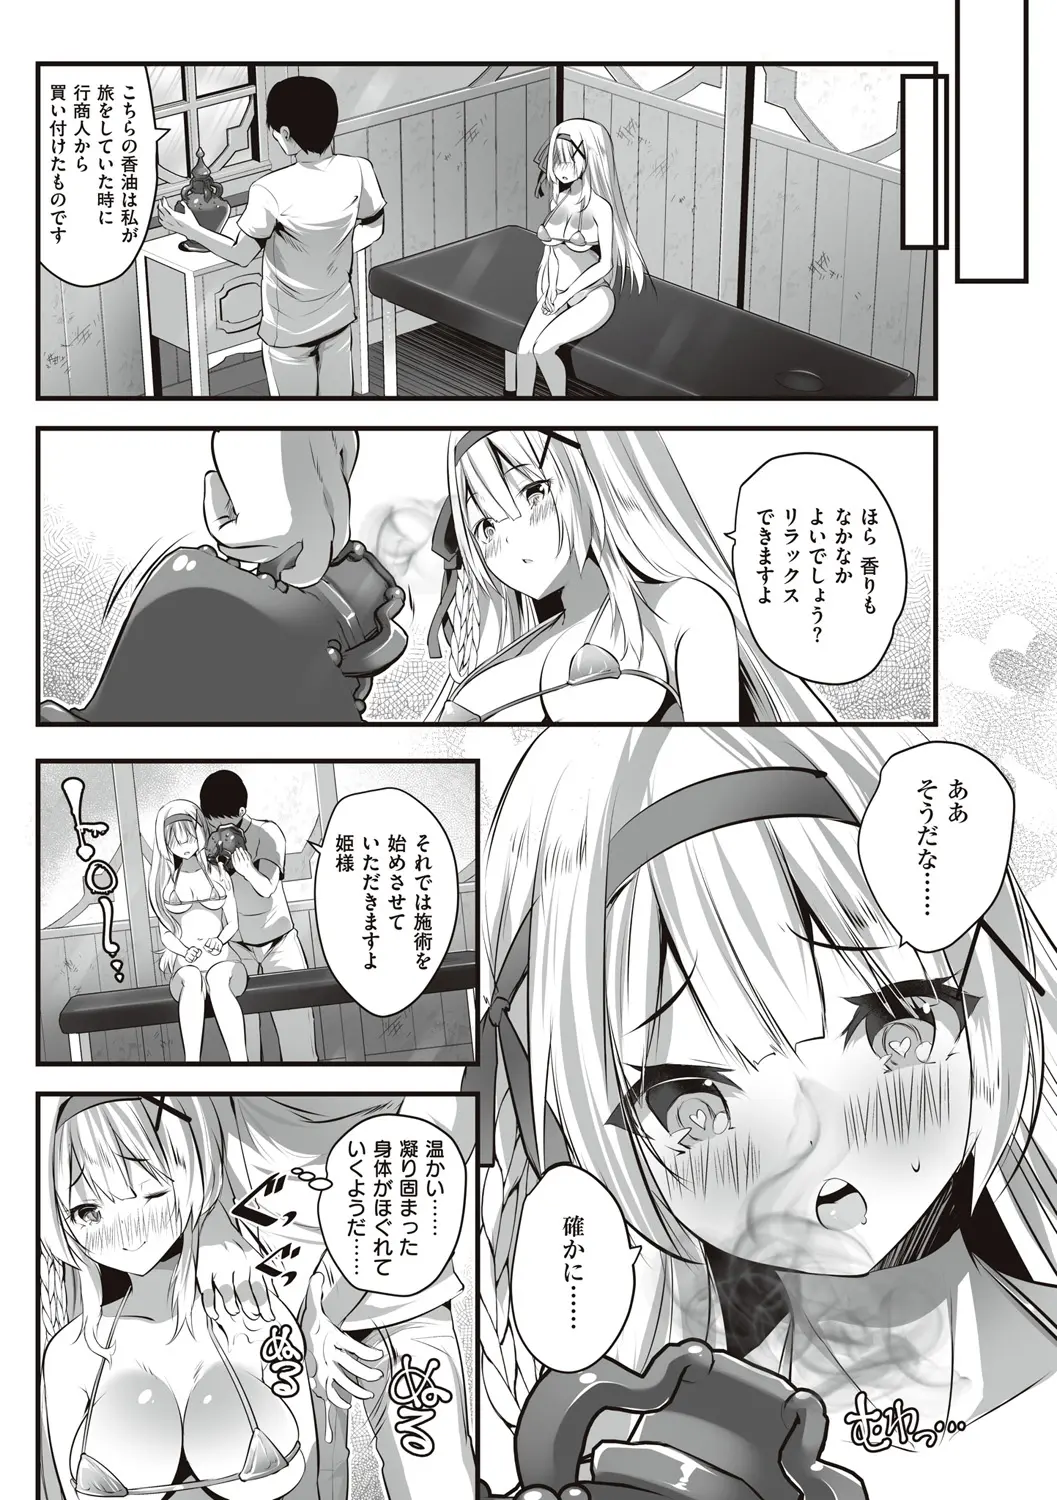 こちらの香油は私が
旅をしていた時に
行商人から
買い付けたものです
ほら 香りも
なかなか
よいでしょう？
リラックス
できますよ
ああ
そうだな……
確かに……
むわっ…
それでは施術を
始めさせて
いただきますよ
姫様
トロー…
温かい……
凝り固まった
身体がほぐれて
いくようだ……
ぐっ
ぐっ
ぬる
ぬる